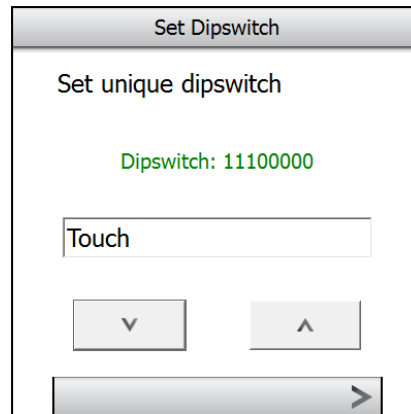 Set Dipswitch
Set unique dipswitch
Dipswitch: 11100000
Touch